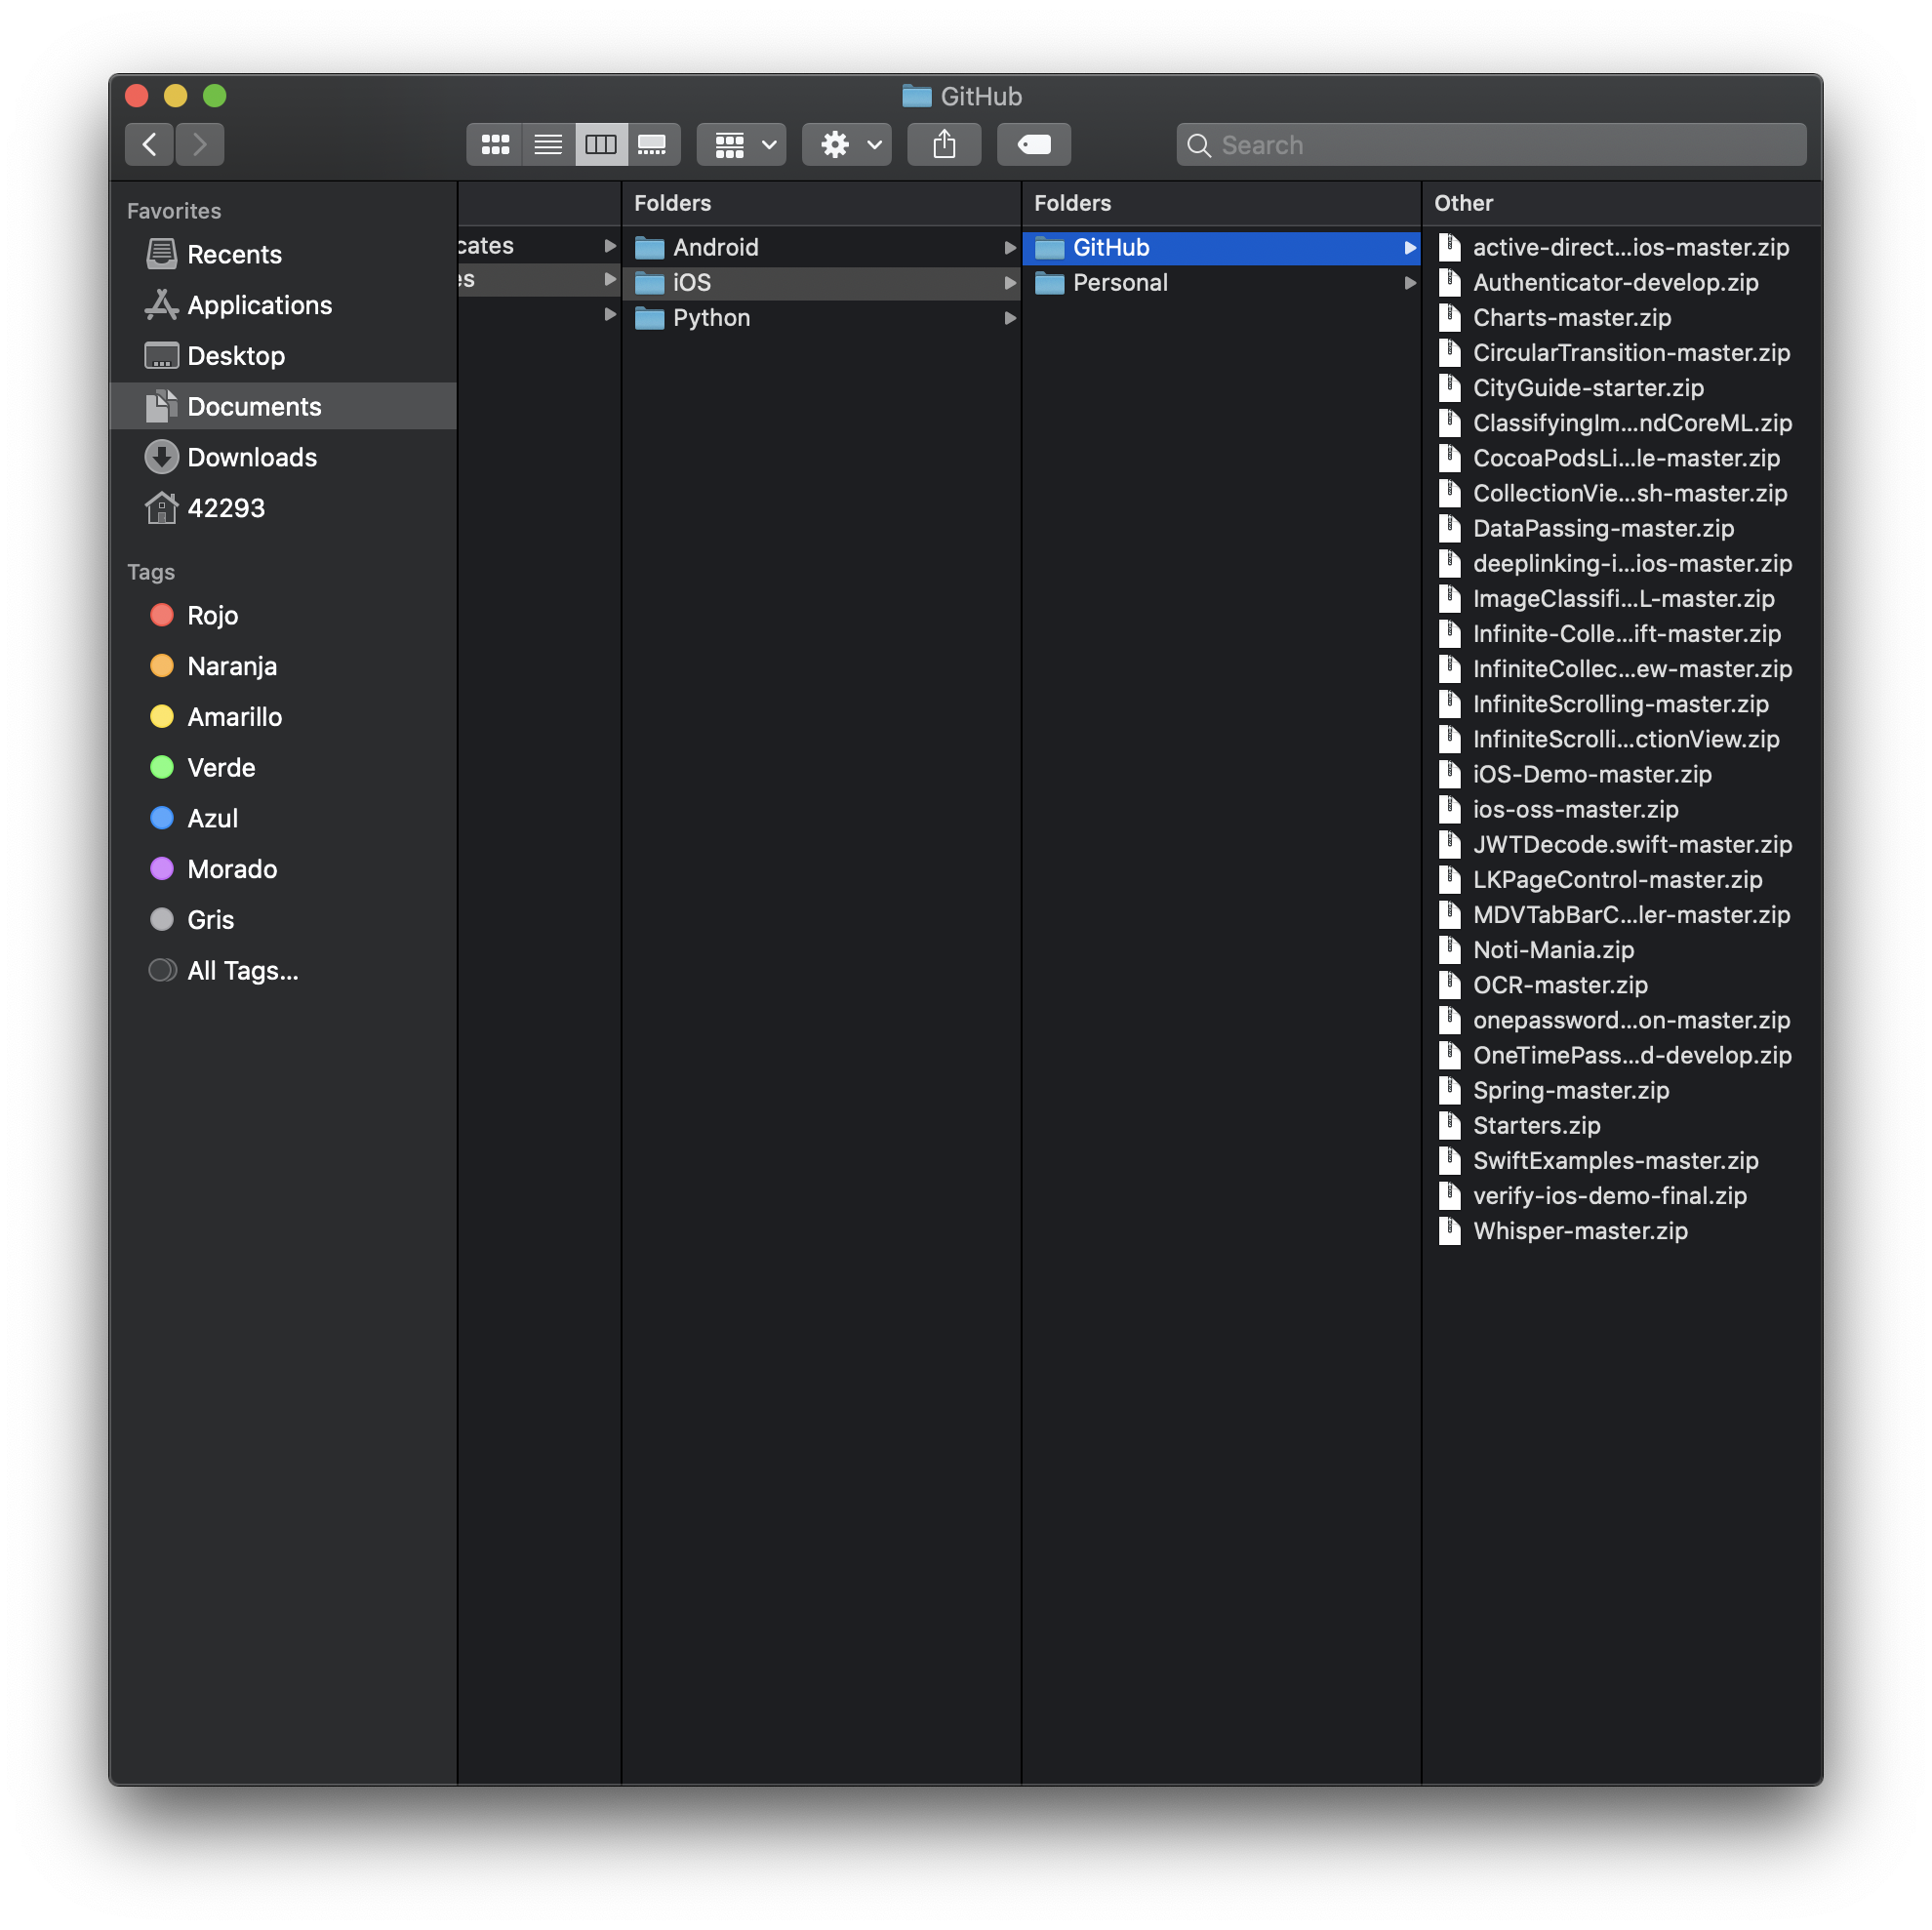 GitHub
Search
Favorites
Recents
Applications
Desktop
Documents
Downloads
42293
Tags
Rojo
Naranja
Amarillo
Verde
Azul
Morado
Gris
All Tags...
cates
es
Folders
Android
iOS
Python
Folders
GitHub
Personal
Other
active-direct...ios-master.zip
Authenticator-develop.zip
Charts-master.zip
CircularTransition-master.zip
CityGuide-starter.zip
ClassifyingIm...ndCoreML.zip
CocoaPodsLi...le-master.zip
CollectionVie...sh-master.zip
DataPassing-master.zip
deeplinking-i...ios-master.zip
ImageClassifi...L-master.zip
Infinite-Colle...ift-master.zip
InfiniteCollec...ew-master.zip
InfiniteScrolling-master.zip
InfiniteScrolli...ctionView.zip
iOS-Demo-master.zip
ios-oss-master.zip
JWTDecode.swift-master.zip
LKPageControl-master.zip
MDVTabBarC...ler-master.zip
Noti-Mania.zip
OCR-master.zip
onepassword...on-master.zip
OneTimePass...d-develop.zip
Spring-master.zip
Starters.zip
SwiftExamples-master.zip
verify-ios-demo-final.zip
Whisper-master.zip